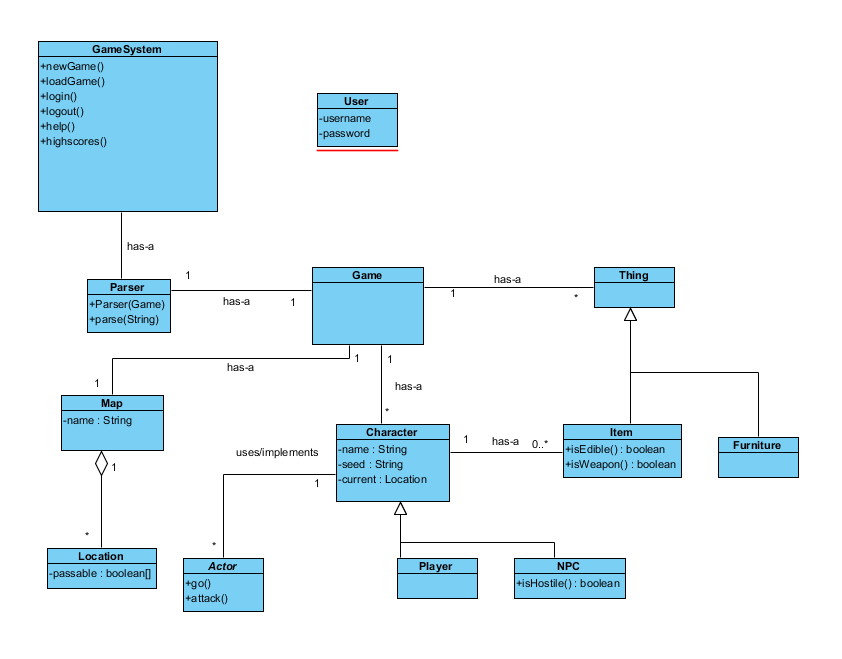 GameSystem
+newGame()
+loadGame()
+login()
+logout()
+help()
+highscores()
User
-username
-password
has-a
Parser
+Parser(Game)
+parse(String)
1
has-a
1
Game
has-a
1
*
Thing
1
has-a
1
Map
-name : String
1
*
Location
-passable : boolean[]
1
has-a
*
Character
-name : String
-seed : String
-current : Location
1
has-a
0..*
Item
+isEdible() : boolean
+isWeapon() : boolean
Furniture
uses/implements
1
*
Actor
+go()
+attack()
Player
NPC
+isHostile() : boolean